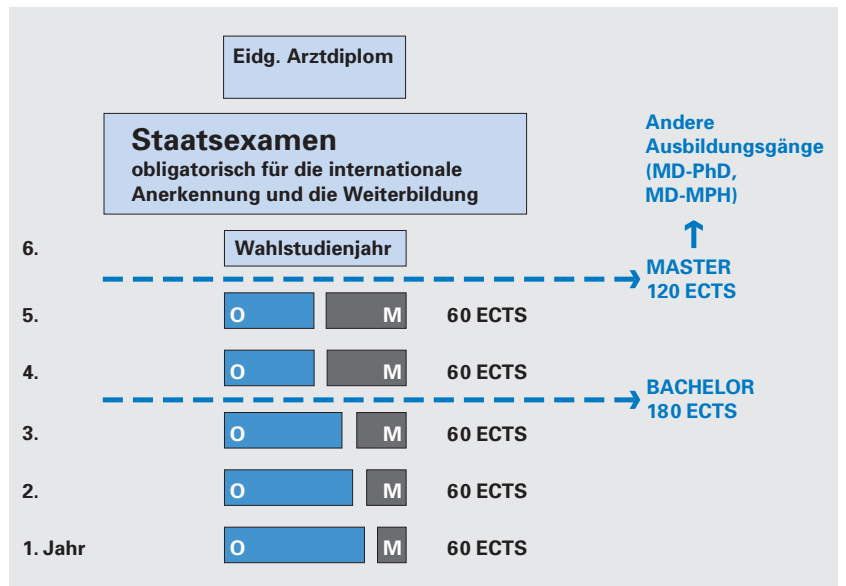 Eidg. Arztdiplom
Staatsexamen
obligatorisch für die internationale
Anerkennung und die Weiterbildung
Andere
Ausbildungsgänge
(MD-PhD,
MD-MPH)
6. Wahlstudienjahr
MASTER
120 ECTS
5. O M 60 ECTS
4. O M 60 ECTS
BACHELOR
180 ECTS
3. O M 60 ECTS
2. O M 60 ECTS
1. Jahr O M 60 ECTS